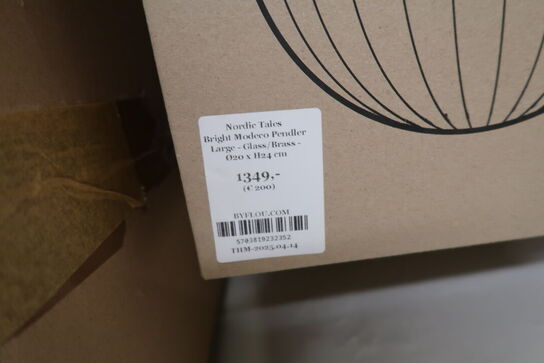 Nordic Tales
Bright Modeco Pendler
Large - Glass/Brass -
Ø20 x H24 cm
1349,-
(€ 200)
BYFLOU.COM
5703819232352
THM-2025.04.14